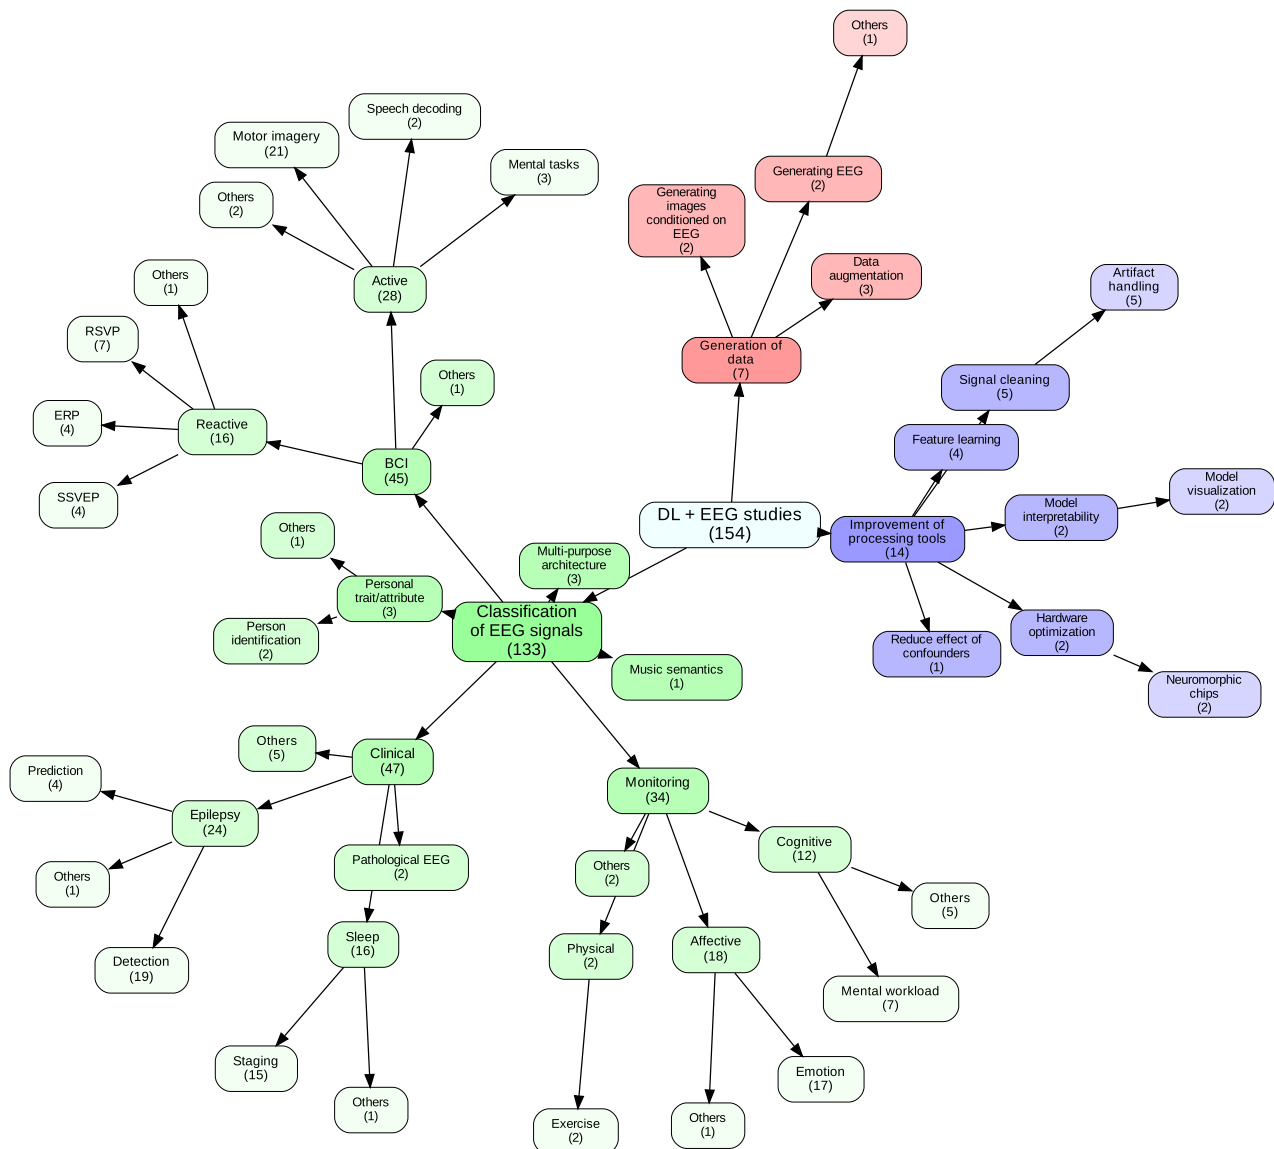 Others
(1)
Speech decoding
(2)
Motor imagery
(21)
Mental tasks
(3)
Others
(2)
Generating EEG
(2)
Generating
images
conditioned on
EEG
(2)
Data
augmentation
(3)
Active
(28)
Others
(1)
Artifact
handling
(5)
RSVP
(7)
Generation of
data
(7)
Others
(1)
Signal cleaning
(5)
ERP
(4)
Reactive
(16)
Feature learning
(4)
BCI
(45)
SSVEP
(4)
Model
visualization
(2)
Model
interpretability
(2)
DL + EEG studies
(154)
Improvement of
processing tools
(14)
Others
(1)
Multi-purpose
architecture
(3)
Personal
trait/attribute
(3)
Classification
of EEG signals
(133)
Person
identification
(2)
Hardware
optimization
(2)
Reduce effect of
confounders
(1)
Music semantics
(1)
Neuromorphic
chips
(2)
Others
(5)
Clinical
(47)
Prediction
(4)
Monitoring
(34)
Epilepsy
(24)
Cognitive
(12)
Pathological EEG
(2)
Others
(2)
Others
(1)
Others
(5)
Sleep
(16)
Physical
(2)
Affective
(18)
Detection
(19)
Mental workload
(7)
Staging
(15)
Emotion
(17)
Others
(1)
Exercise
(2)
Others
(1)